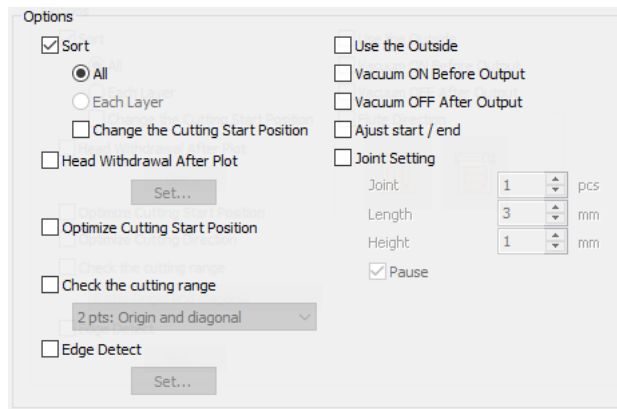 Options
Sort
All
Each Layer
Change the Cutting Start Position
Head Withdrawal After Plot
Set...
Optimize Cutting Start Position
Check the cutting range
2 pts: Origin and diagonal
Edge Detect
Set...
Use the Outside
Vacuum ON Before Output
Vacuum OFF After Output
Ajust start / end
Joint Setting
Joint 1 pcs
Length 3 mm
Height 1 mm
Pause